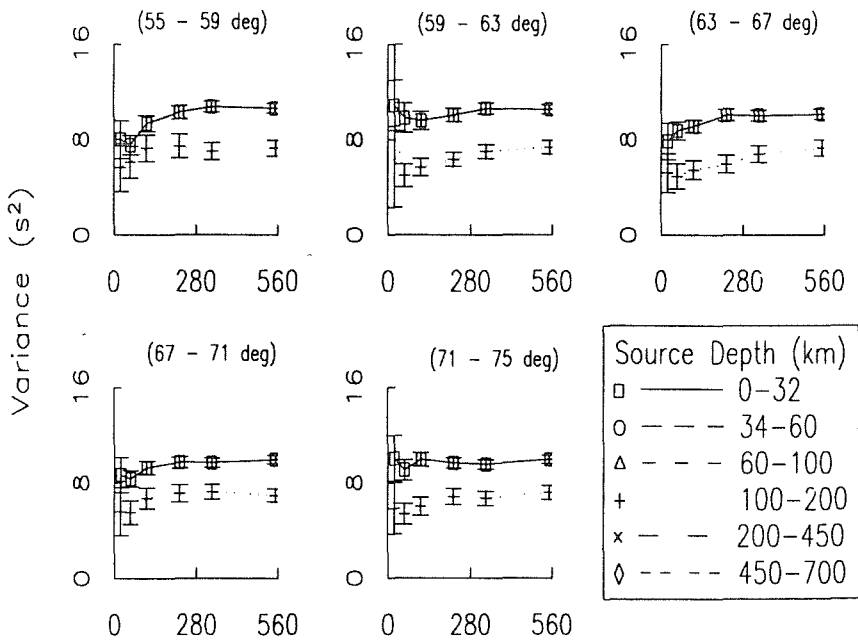 (55 – 59 deg)
(59 – 63 deg)
(63 – 67 deg)
16
8
0
0 280 560
16
8
0
0 280 560
16
8
0
0 280 560
Variance (s²)
(67 – 71 deg)
(71 – 75 deg)
16
8
0
0 280 560
16
8
0
0 280 560
Source Depth (km)
0–32
34–60
60–100
100–200
200–450
450–700